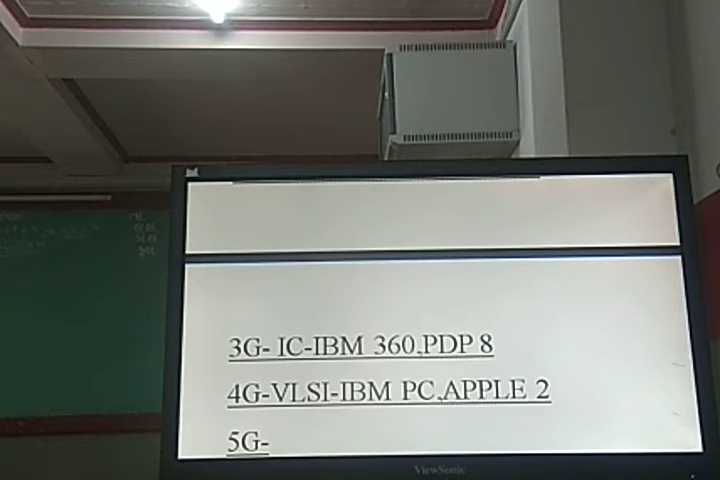 3G- IC-IBM 360,PDP 8
4G-VLSI-IBM PC,APPLE 2
5G-
ViewSonic